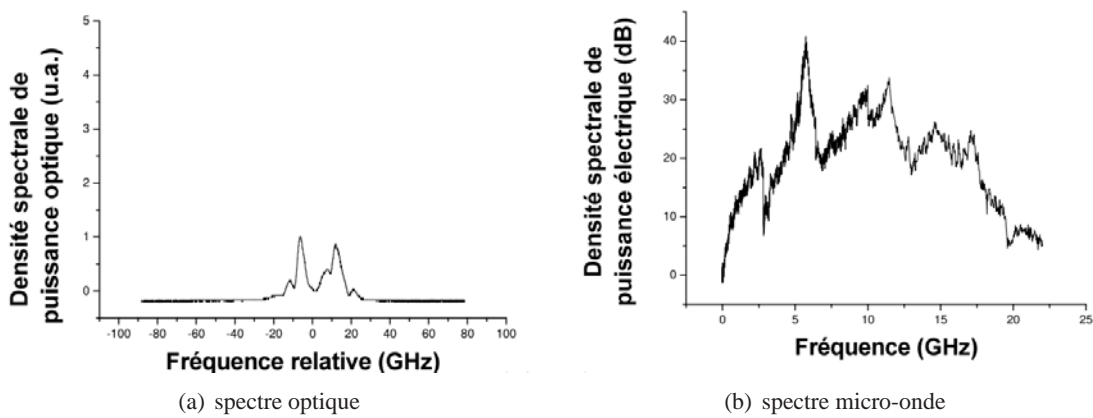 Densité spectrale de
puissance optique (u.a.)
5
4
3
2
1
0
-100 -80 -60 -40 -20 0 20 40 60 80 100
Fréquence relative (GHz)
(a) spectre optique
Densité spectrale de
puissance électrique (dB)
40
30
20
10
0
0 5 10 15 20 25
Fréquence (GHz)
(b) spectre micro-onde